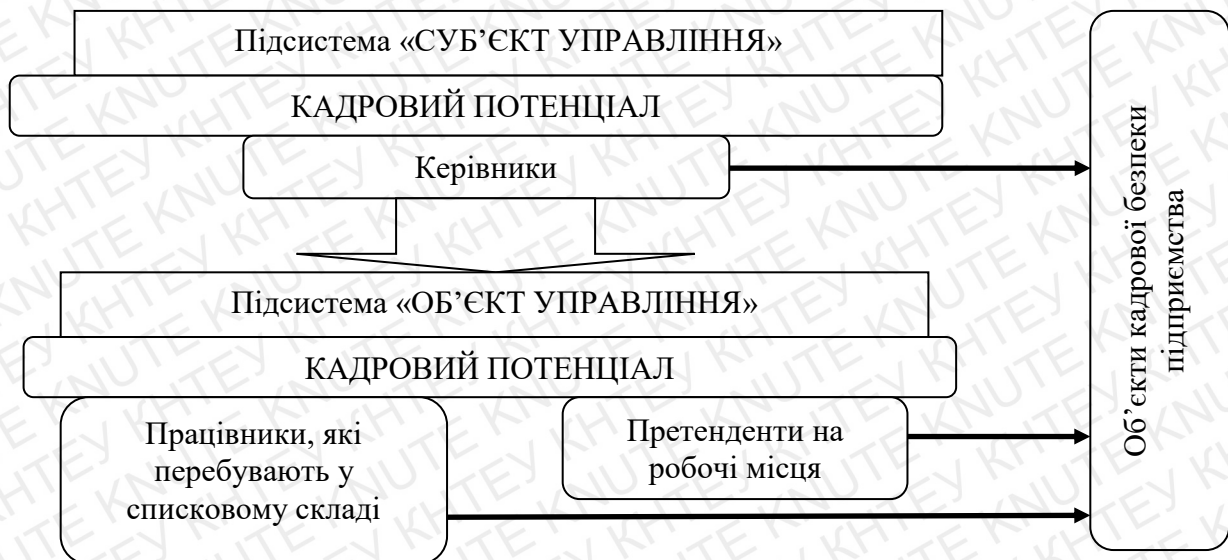 Підсистема «СУБ’ЄКТ УПРАВЛІННЯ»
КАДРОВИЙ ПОТЕНЦІАЛ
Керівники
Підсистема «ОБ’ЄКТ УПРАВЛІННЯ»
КАДРОВИЙ ПОТЕНЦІАЛ
Працівники, які
перебувають у
списковому складі
Претенденти на
робочі місця
Об’єкти кадрової безпеки
підприємства